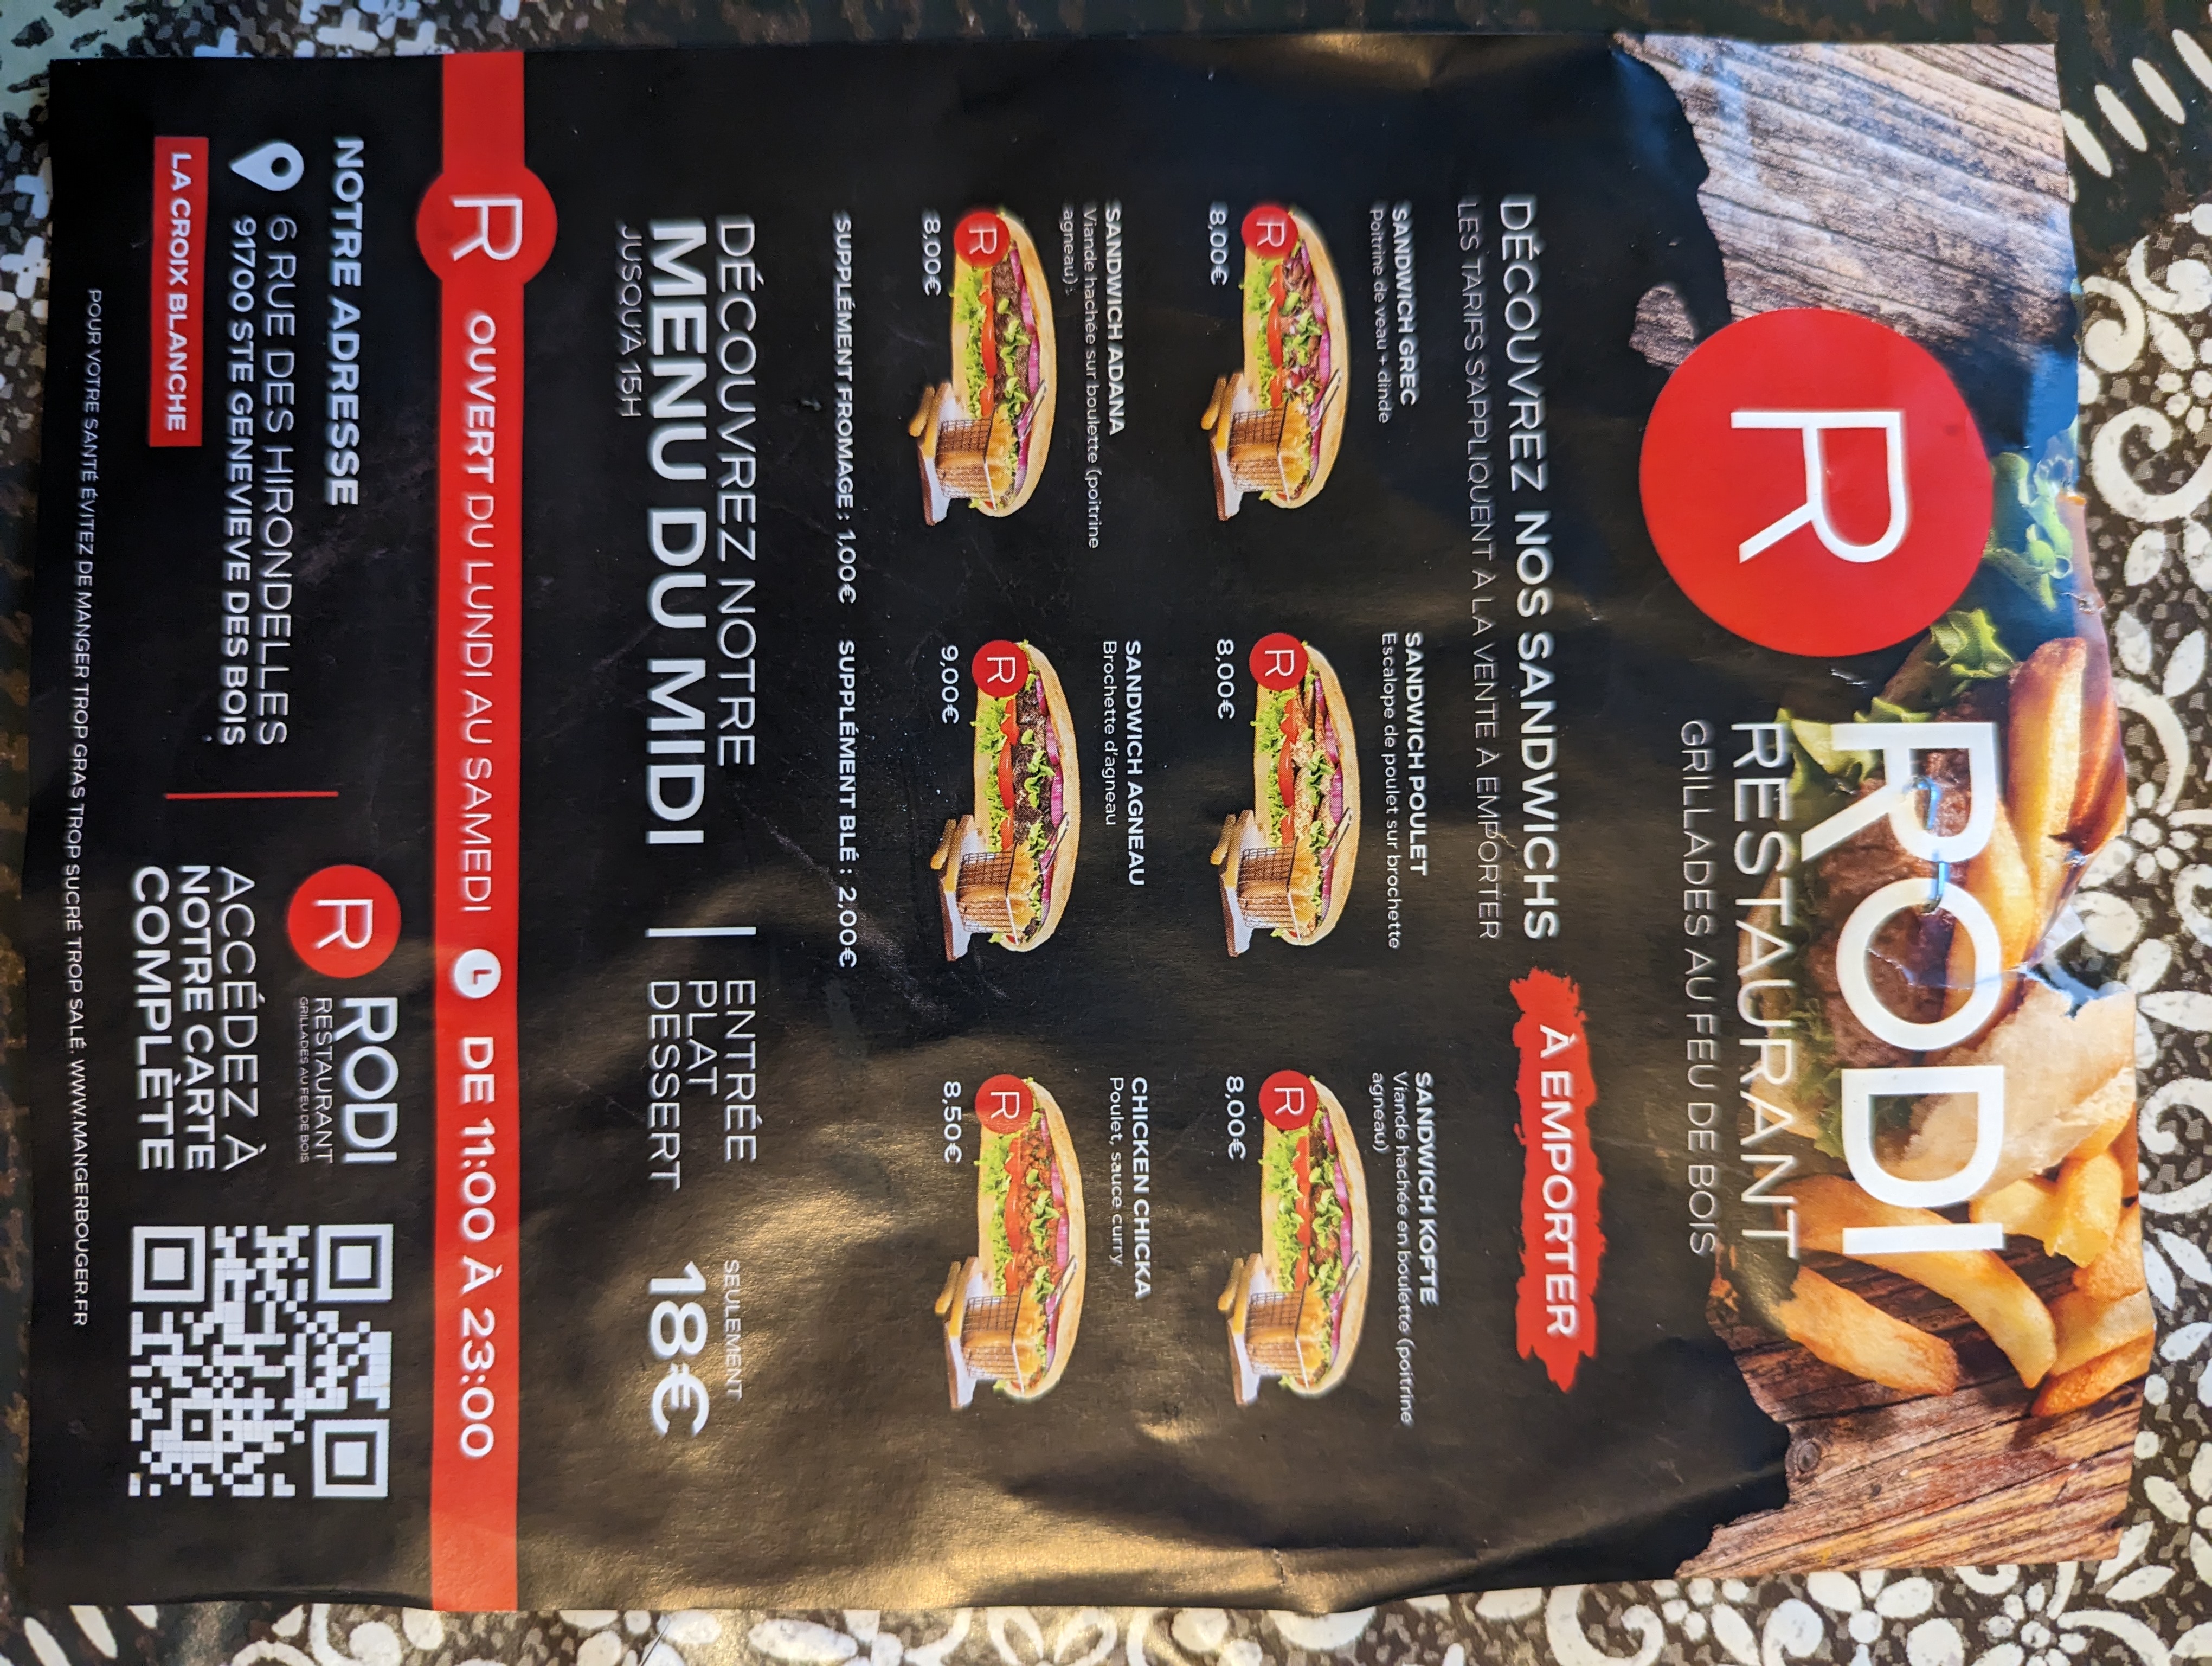 R
RODI
RESTAURANT
GRILLADES AU FEU DE BOIS
DÉCOUVREZ NOS SANDWICHS
À EMPORTER
LES TARIFS S'APPLIQUENT À LA VENTE À EMPORTER
SANDWICH GREC
Poitrine de veau + dinde
R
8,00€
SANDWICH POULET
Escalope de poulet sur brochette
R
8,00€
SANDWICH KOFTE
Viande hachée en boulette (poitrine
agneau)
R
8,00€
SANDWICH ADANA
Viande hachée sur boulette (poitrine
agneau)
R
8,00€
SANDWICH AGNEAU
Brochette d'agneau
R
9,00€
CHICKEN CHICKA
Poulet, sauce curry
R
8,50€
SUPPLÉMENT FROMAGE : 1,00€
SUPPLÉMENT BLÉ : 2,00€
DÉCOUVREZ NOTRE
MENU DU MIDI
JUSQU'À 15H
ENTRÉE
PLAT
DESSERT
SEULEMENT
18€
R
OUVERT DU LUNDI AU SAMEDI
DE 11:00 À 23:00
NOTRE ADRESSE
6 RUE DES HIRONDELLES
91700 STE GENEVIEVE DES BOIS
LA CROIX BLANCHE
R
RODI
RESTAURANT
GRILLADES AU FEU DE BOIS
ACCÉDEZ À
NOTRE CARTE
COMPLÈTE
POUR VOTRE SANTÉ ÉVITEZ DE MANGER TROP GRAS TROP SUCRÉ TROP SALÉ. WWW.MANGERBOUGER.FR